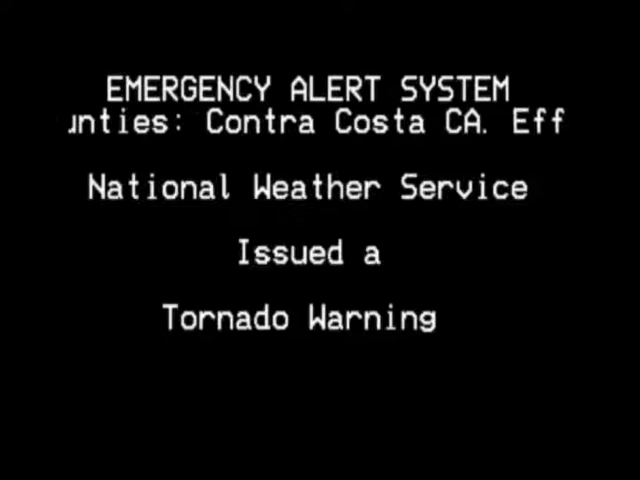 EMERGENCY ALERT SYSTEM
unties: Contra Costa CA. Eff
National Weather Service
Issued a
Tornado Warning